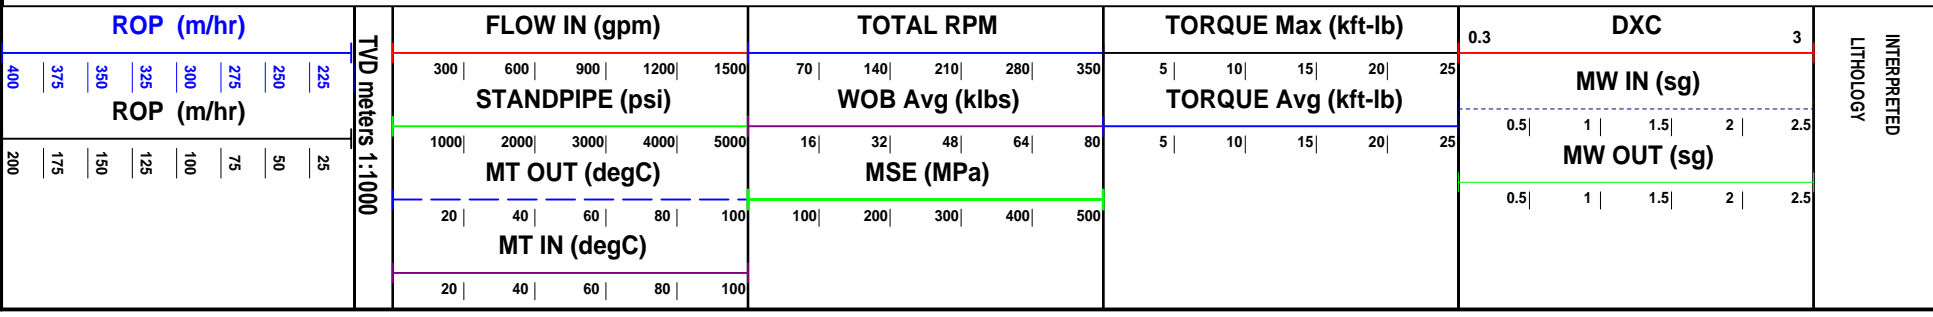 ROP (m/hr)
400 375 350 325 300 275 250 225
ROP (m/hr)
200 175 150 125 100 75 50 25
TVD meters 1:1000
FLOW IN (gpm)
300 600 900 1200 1500
STANDPIPE (psi)
1000 2000 3000 4000 5000
MT OUT (degC)
20 40 60 80 100
MT IN (degC)
20 40 60 80 100
TOTAL RPM
70 140 210 280 350
WOB Avg (klbs)
16 32 48 64 80
MSE (MPa)
100 200 300 400 500
TORQUE Max (kft-lb)
5 10 15 20 25
TORQUE Avg (kft-lb)
5 10 15 20 25
DXC
0.3 3
MW IN (sg)
0.5 1 1.5 2 2.5
MW OUT (sg)
0.5 1 1.5 2 2.5
INTERPRETED
LITHOLOGY